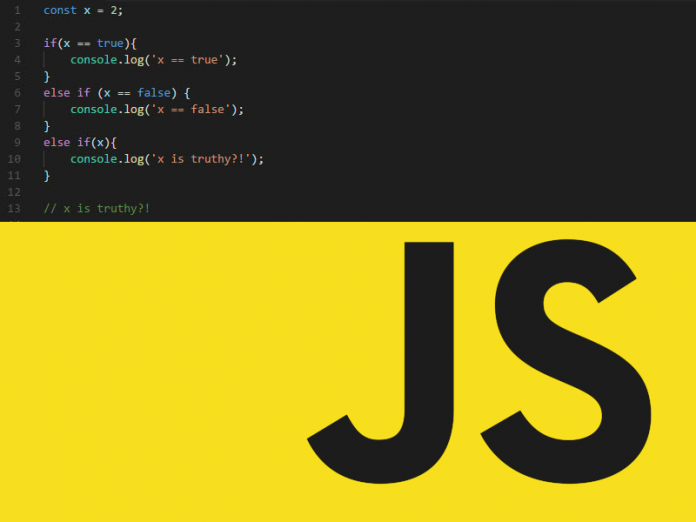 1 const x = 2;
2
3 if(x == true){
4     console.log('x == true');
5 }
6 else if (x == false) {
7     console.log('x == false');
8 }
9 else if(x){
10     console.log('x is truthy?!');
11 }
12
13 // x is truthy?!
JS